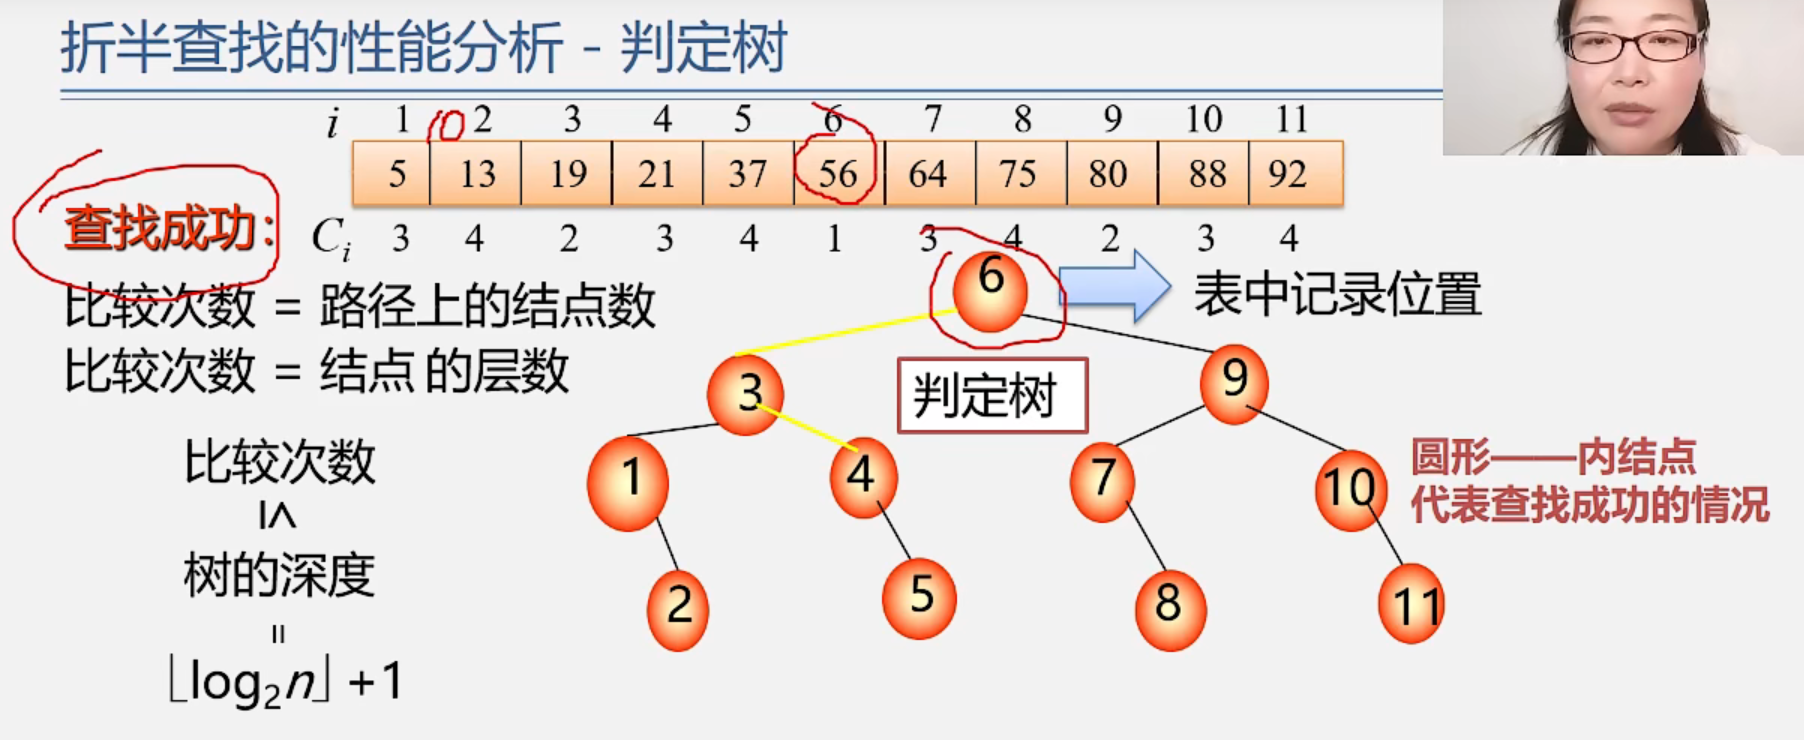 折半查找的性能分析 - 判定树
i 1 2 3 4 5 6 7 8 9 10 11
5 13 19 21 37 56 64 75 80 88 92
查找成功：
C_i 3 4 2 3 4 1 3 4 2 3 4
比较次数 = 路径上的结点数
比较次数 = 结点的层数
6
表中记录位置
3
判定树
9
1
4
7
10
圆形——内结点
代表查找成功的情况
2
5
8
11
比较次数
≤
树的深度
=
⌊log₂n⌋+1